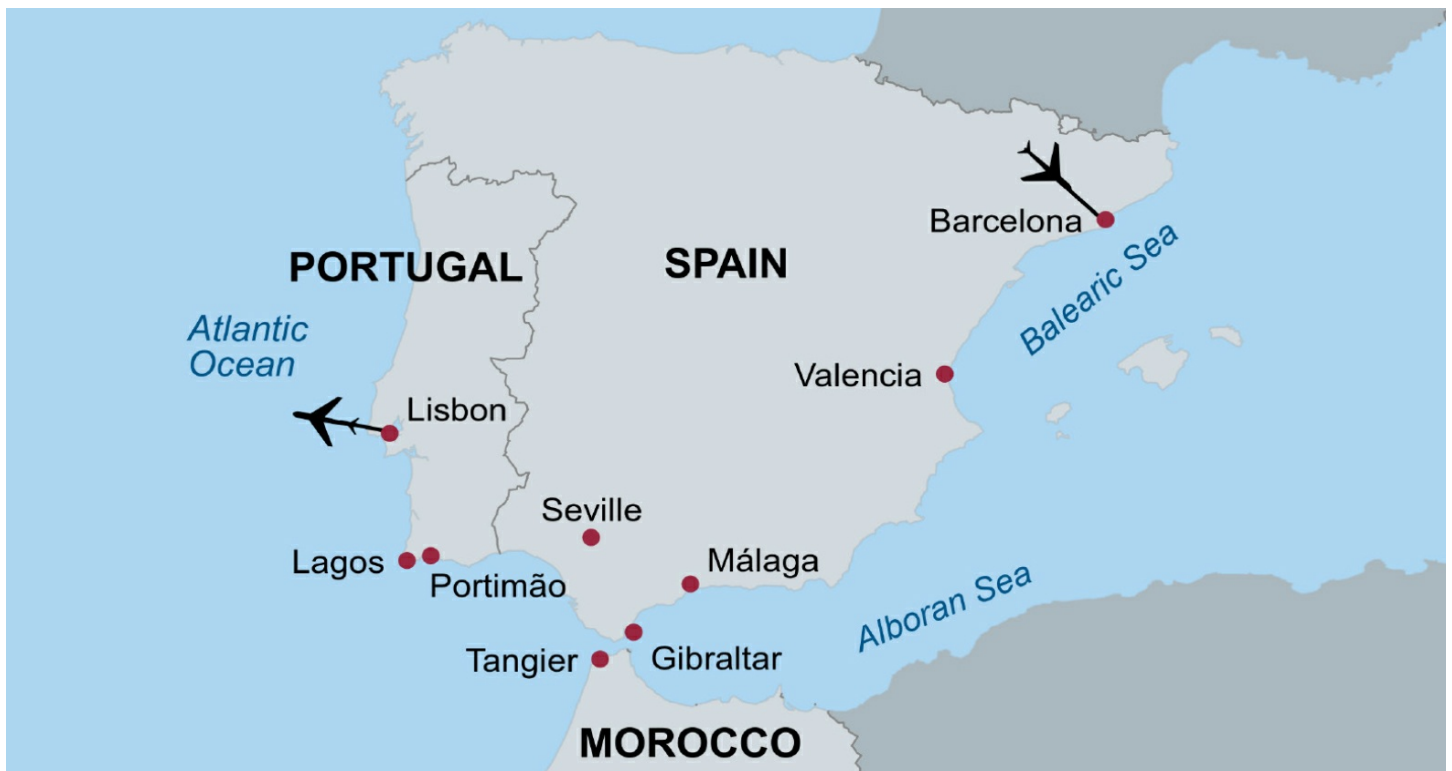 Barcelona
Balearic Sea
PORTUGAL
SPAIN
Atlantic
Ocean
Valencia
Lisbon
Seville
Lagos
Portimão
Málaga
Alboran Sea
Tangier
Gibraltar
MOROCCO